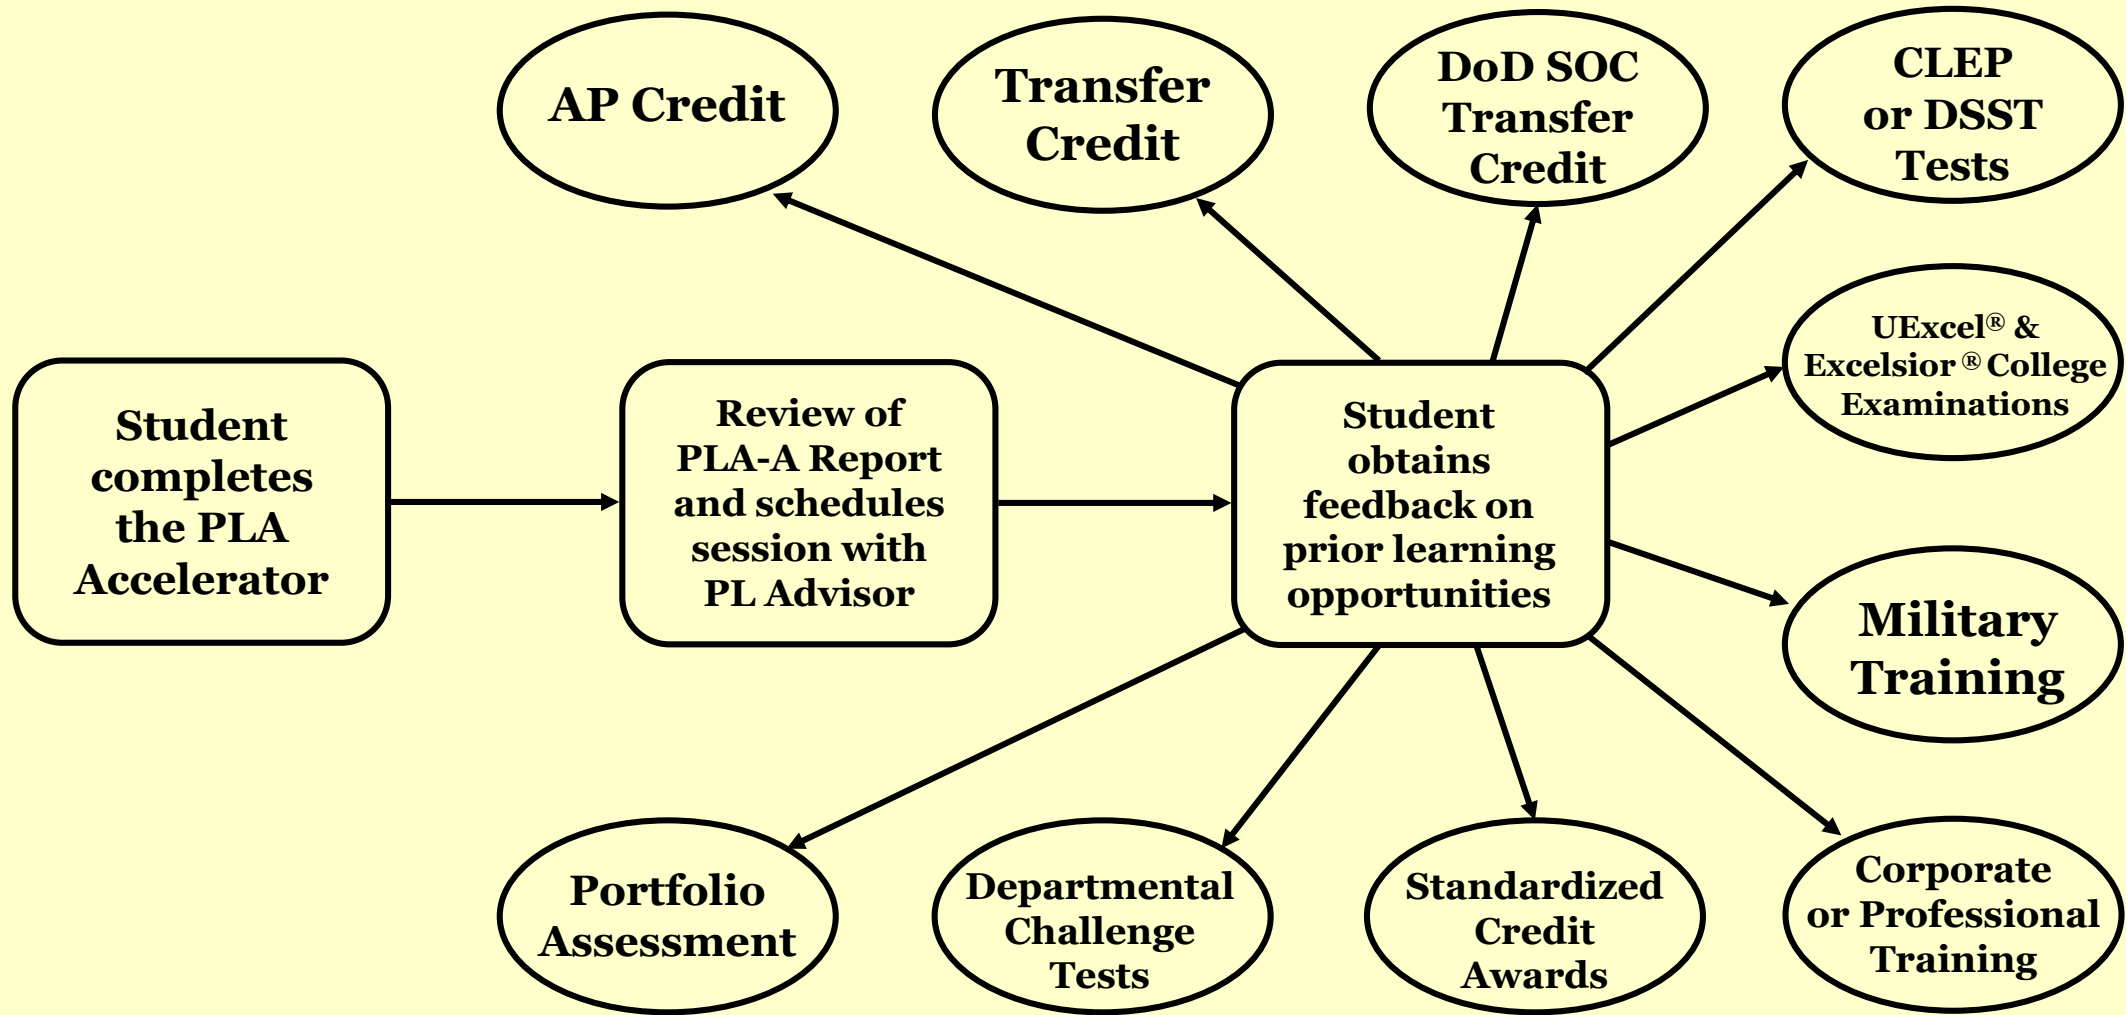 AP Credit
Transfer
Credit
DoD SOC
Transfer
Credit
CLEP
or DSST
Tests
UExcel® &
Excelsior ® College
Examinations
Student
completes
the PLA
Accelerator
Review of
PLA-A Report
and schedules
session with
PL Advisor
Student
obtains
feedback on
prior learning
opportunities
Military
Training
Portfolio
Assessment
Departmental
Challenge
Tests
Standardized
Credit
Awards
Corporate
or Professional
Training